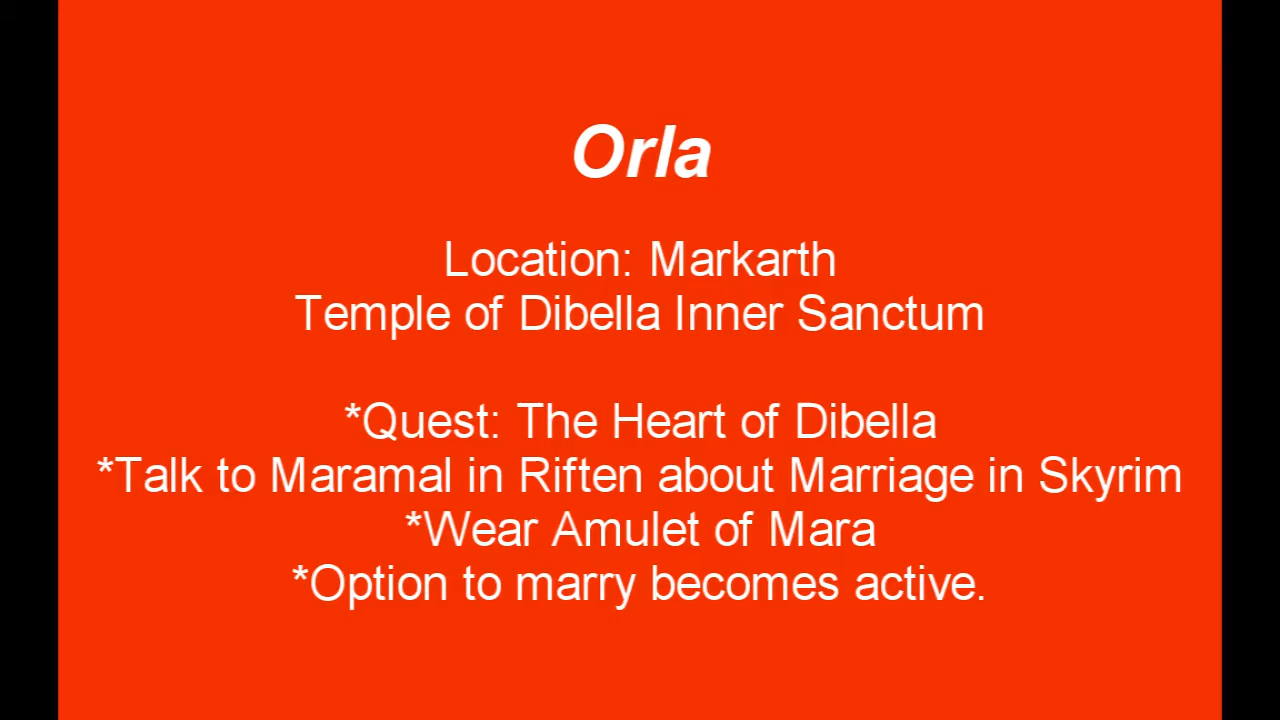 Orla
Location: Markarth
Temple of Dibella Inner Sanctum
*Quest: The Heart of Dibella
*Talk to Maramal in Riften about Marriage in Skyrim
*Wear Amulet of Mara
*Option to marry becomes active.